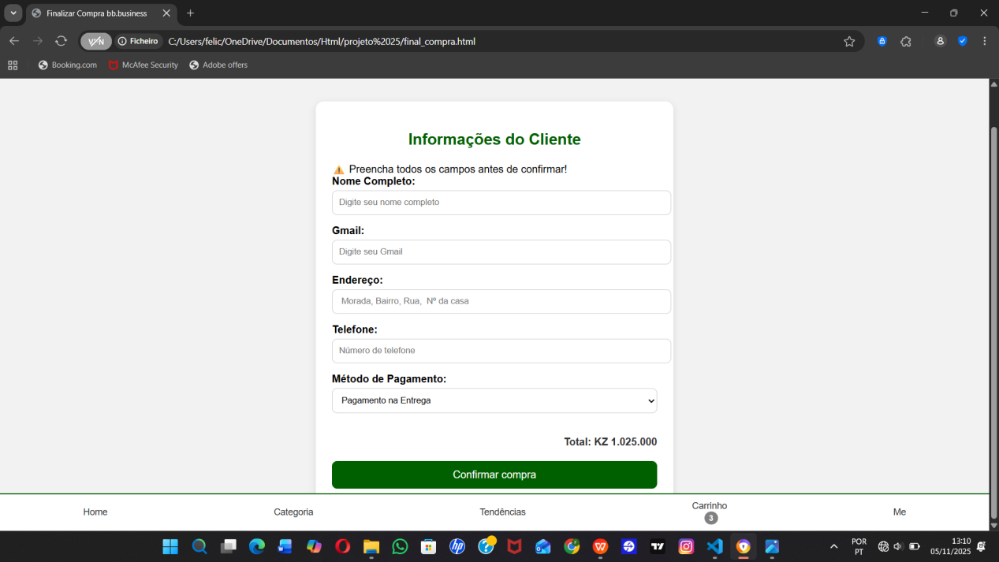 Finalizar Compra bb.business
VPN
Ficheiro
C:/Users/felic/OneDrive/Documentos/Html/projeto%2025/final_compra.html
Booking.com
McAfee Security
Adobe offers
Informações do Cliente
⚠️ Preencha todos os campos antes de confirmar!
Nome Completo:
Digite seu nome completo
Gmail:
Digite seu Gmail
Endereço:
Morada, Bairro, Rua, Nº da casa
Telefone:
Número de telefone
Método de Pagamento:
Pagamento na Entrega
Total: KZ 1.025.000
Confirmar compra
Home
Categoria
Tendências
Carrinho
3
Me
POR
PT
13:10
05/11/2025